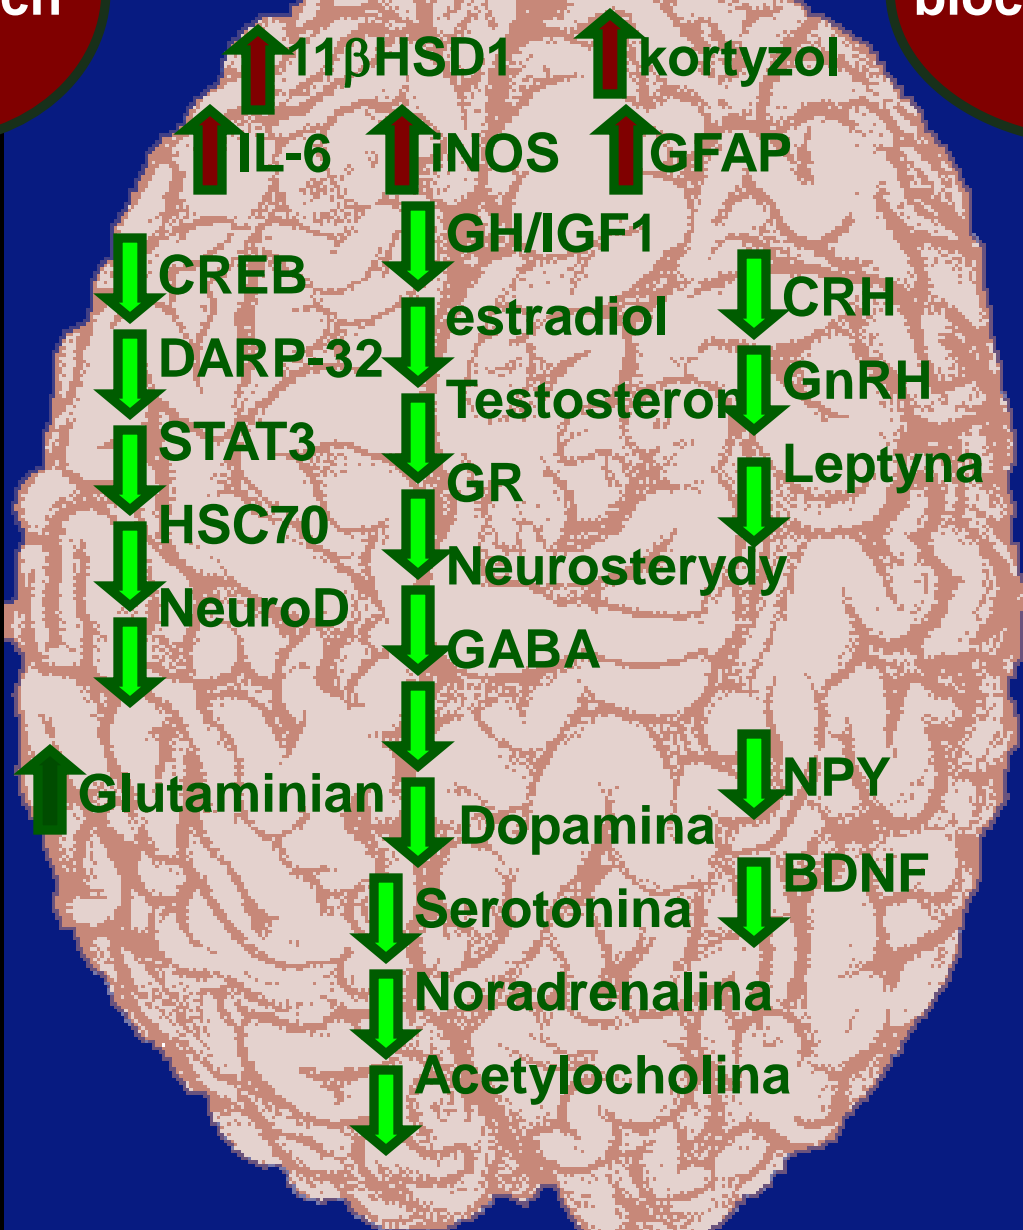 11βHSD1
kortyzol
IL-6
iNOS
GFAP
GH/IGF1
CREB
estradiol
CRH
DARP-32
Testosteron
GnRH
STAT3
GR
Leptyna
HSC70
Neurosterydy
NeuroD
GABA
Glutaminian
NPY
Dopamina
BDNF
Serotonina
Noradrenalina
Acetylocholina